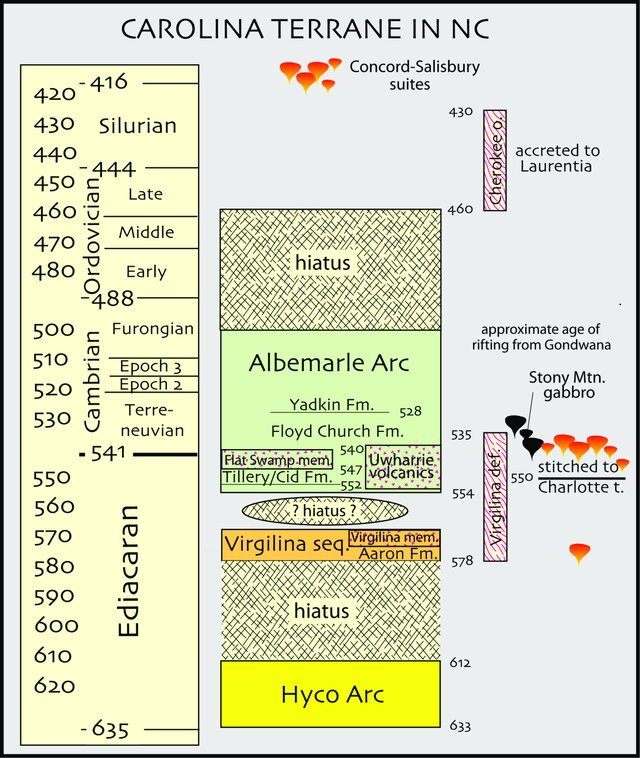 CAROLINA TERRANE IN NC
Concord-Salisbury
suites
416
420
430
Silurian
440
444
450
Late
460
Middle
470
Ordovician
480
Early
488
500
Furongian
510
Epoch 3
Cambrian
520
Epoch 2
530
Terre-
neuvian
541
550
560
570
Ediacaran
580
590
600
610
620
635
hiatus
Albemarle Arc
Yadkin Fm.
528
Floyd Church Fm.
540
Flat Swamp mem.
547
Uwharrie
volcanics
Tillery/Cid Fm.
552
554
? hiatus ?
Virgilina seq.
Virgilina mem.
Aaron Fm.
578
hiatus
612
Hyco Arc
633
430
Cherokee o.
460
accreted to
Laurentia
approximate age of
rifting from Gondwana
Stony Mtn.
gabbro
535
Virgilina def.
550
stitched to
Charlotte t.